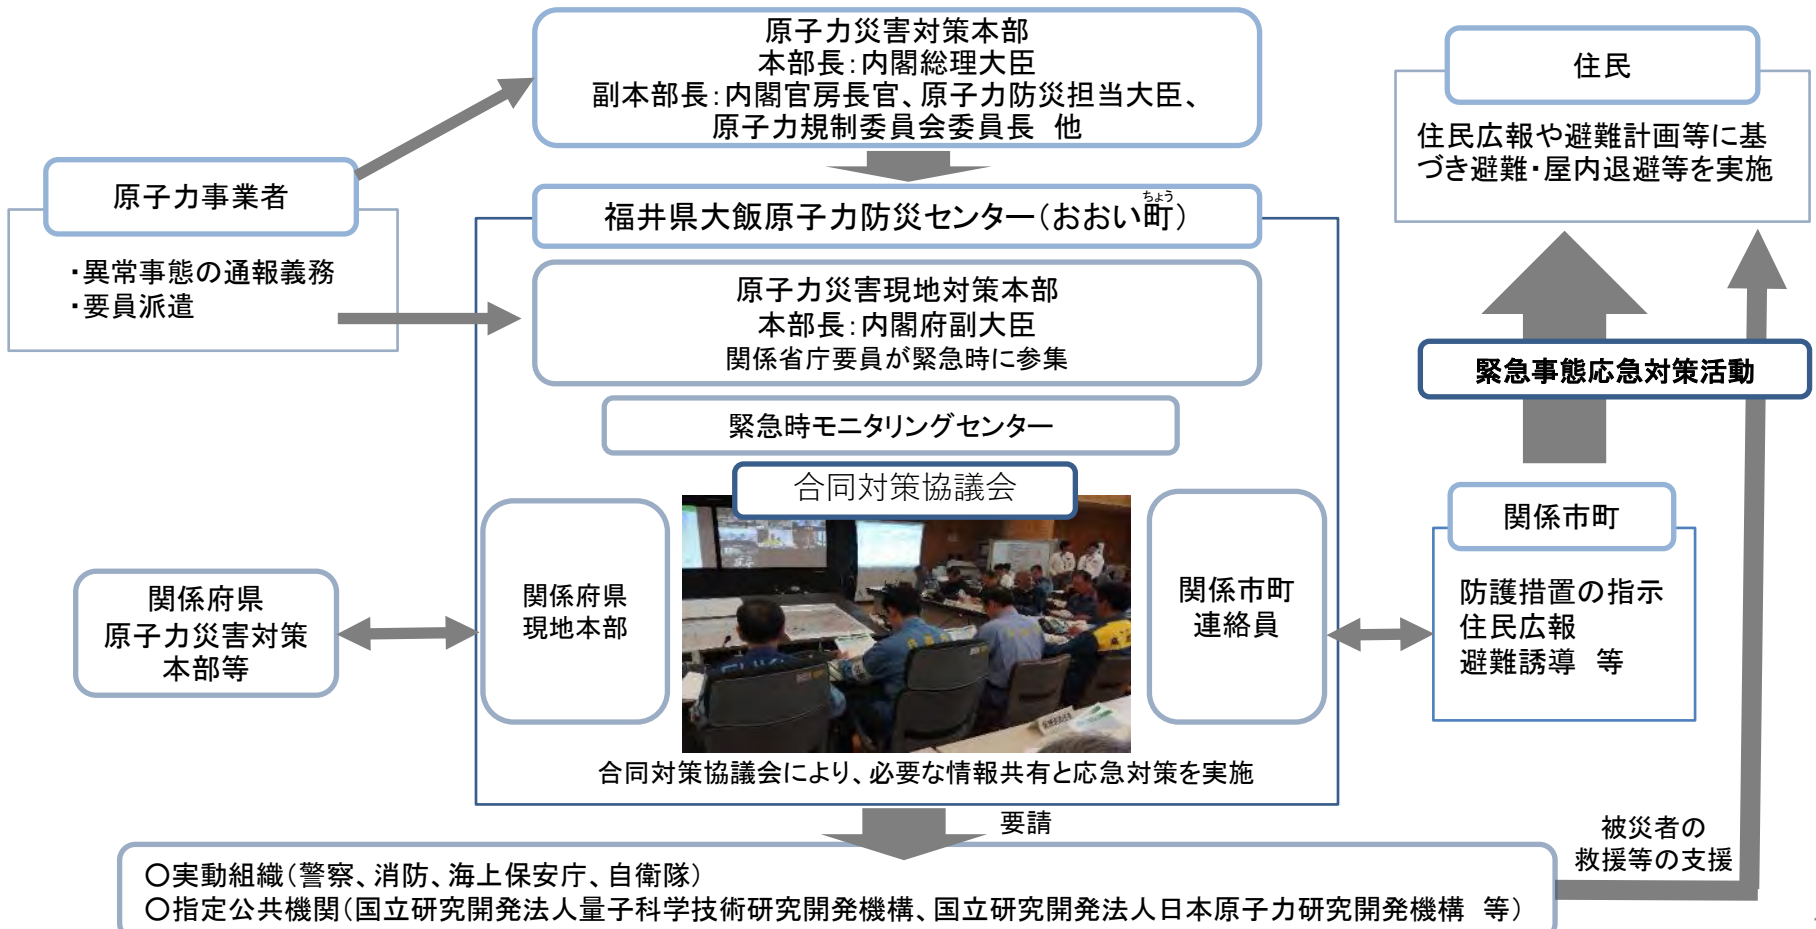 原子力災害対策本部
本部長：内閣総理大臣
副本部長：内閣官房長官、原子力防災担当大臣、
原子力規制委員会委員長　他
住民
住民広報や避難計画等に基
づき避難・屋内退避等を実施
原子力事業者
・異常事態の通報義務
・要員派遣
ちょう
福井県大飯原子力防災センター（おおい町）
原子力災害現地対策本部
本部長：内閣府副大臣
関係省庁要員が緊急時に参集
緊急事態応急対策活動
緊急時モニタリングセンター
合同対策協議会
関係府県
現地本部
関係市町
連絡員
関係府県
原子力災害対策
本部等
関係市町
防護措置の指示
住民広報
避難誘導　等
合同対策協議会により、必要な情報共有と応急対策を実施
要請
被災者の
救援等の支援
○実動組織（警察、消防、海上保安庁、自衛隊）
○指定公共機関（国立研究開発法人量子科学技術研究開発機構、国立研究開発法人日本原子力研究開発機構　等）